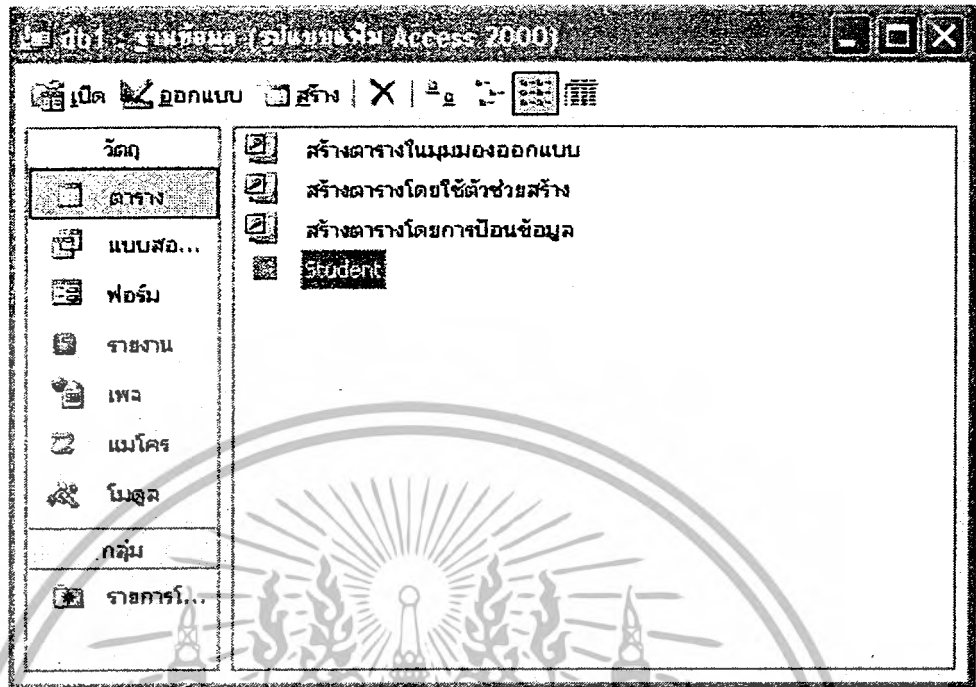 db1 : ฐานข้อมูล (รูปแบบแฟ้ม Access 2000)
เปิด ออกแบบ สร้าง
วัตถุ
ตาราง
แบบสอ...
ฟอร์ม
รายงาน
เพจ
แมโคร
โมดูล
กลุ่ม
รายการโ...
สร้างตารางในมุมมองออกแบบ
สร้างตารางโดยใช้ตัวช่วยสร้าง
สร้างตารางโดยการป้อนข้อมูล
Student